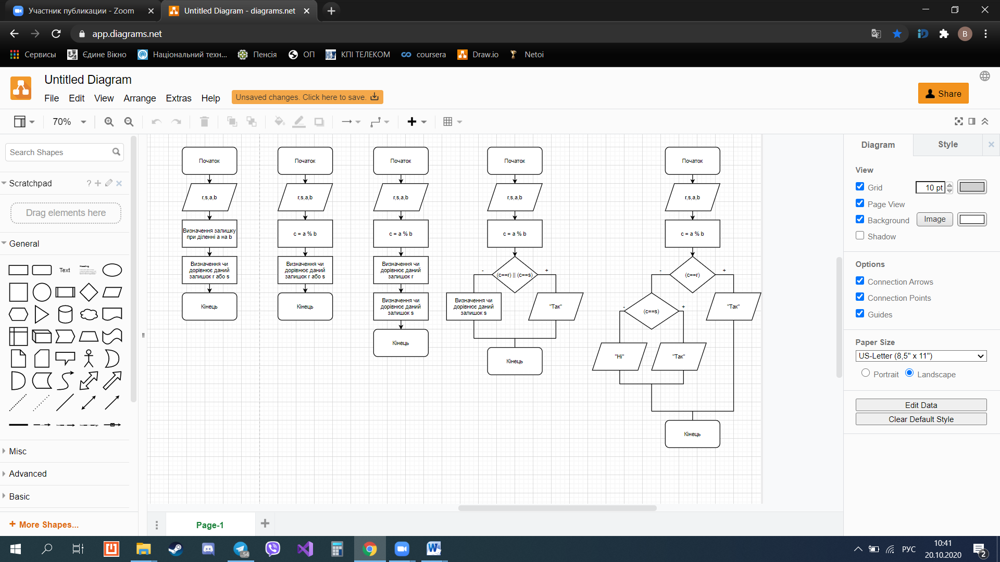 Участник публикации - Zoom
Untitled Diagram - diagrams.net
app.diagrams.net
B
Сервисы
Єдине Вікно
Національний техн...
Пенсія
ОП
КПІ ТЕЛЕКОМ
coursera
Draw.io
Netoi
Untitled Diagram
File Edit View Arrange Extras Help
Unsaved changes. Click here to save.
Share
70%
Search Shapes
Scratchpad
?
Drag elements here
General
Text
Heading
Misc
Advanced
Basic
+ More Shapes...
Початок
r,s,a,b
Визначення залишку
при діленні a на b
Визначення чи
дорівнює даний
залишок r або s
Кінець
Початок
r,s,a,b
c = a % b
Визначення чи
дорівнює даний
залишок r або s
Кінець
Початок
r,s,a,b
c = a % b
Визначення чи
дорівнює даний
залишок r
Визначення чи
дорівнює даний
залишок s
Кінець
Початок
r,s,a,b
c = a % b
(c==r) || (c==s)
-
+
Визначення чи
дорівнює даний
залишок s
"Так"
Кінець
Початок
r,s,a,b
c = a % b
(c==r)
-
+
(c==s)
"Так"
-
+
"Ні"
"Так"
Кінець
Page-1
Diagram
Style
View
Grid
10 pt
Page View
Background
Image
Shadow
Options
Connection Arrows
Connection Points
Guides
Paper Size
US-Letter (8,5" x 11")
Portrait
Landscape
Edit Data
Clear Default Style
54
РУС
10:41
20.10.2020
2